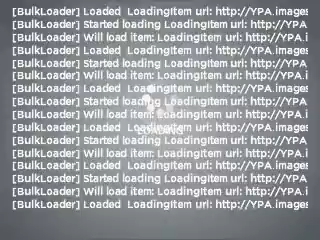 [BulkLoader] Loaded LoadingItem url: http://YPA.images
[BulkLoader] Started loading LoadingItem url: http://YPA
[BulkLoader] Will load item: LoadingItem url: http://YPA.i
[BulkLoader] Loaded LoadingItem url: http://YPA.images
[BulkLoader] Started loading LoadingItem url: http://YPA
[BulkLoader] Will load item: LoadingItem url: http://YPA.i
[BulkLoader] Loaded LoadingItem url: http://YPA.images
[BulkLoader] Started loading LoadingItem url: http://YPA
[BulkLoader] Will load item: LoadingItem url: http://YPA.i
[BulkLoader] Loaded LoadingItem url: http://YPA.images
LOADING
[BulkLoader] Started loading LoadingItem url: http://YPA
[BulkLoader] Will load item: LoadingItem url: http://YPA.i
[BulkLoader] Loaded LoadingItem url: http://YPA.images
[BulkLoader] Started loading LoadingItem url: http://YPA
[BulkLoader] Will load item: LoadingItem url: http://YPA.i
[BulkLoader] Loaded LoadingItem url: http://YPA.images